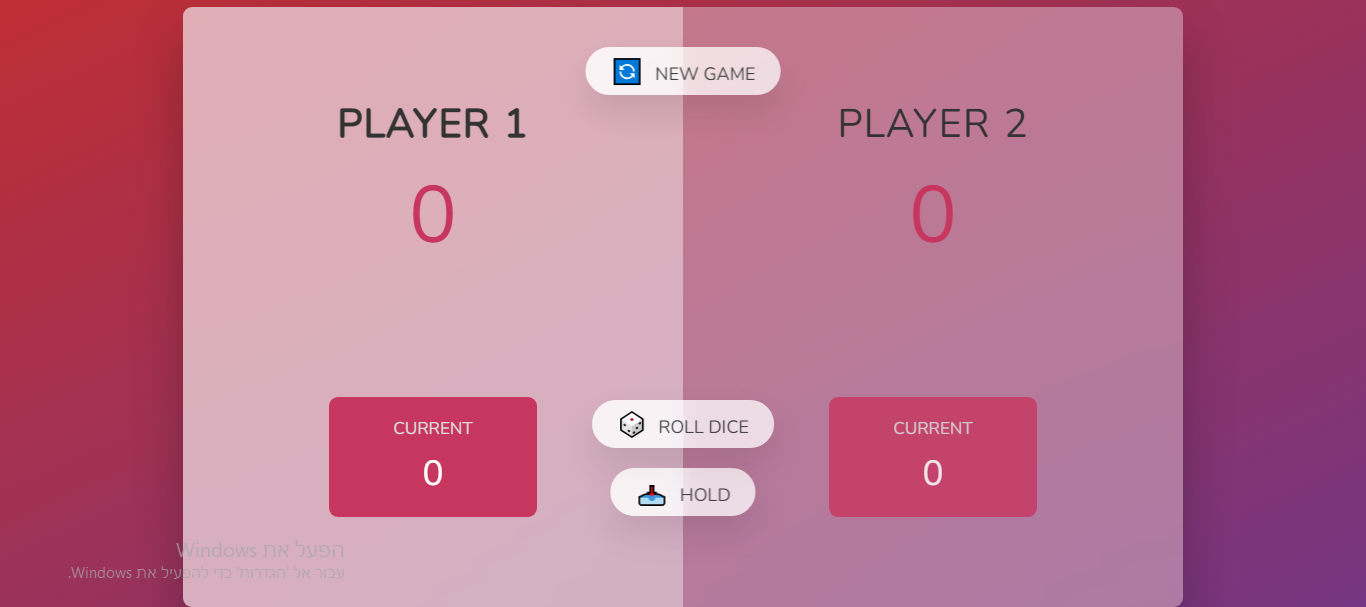 NEW GAME
PLAYER 1
PLAYER 2
0
0
CURRENT
0
ROLL DICE
CURRENT
0
HOLD
הפעל את Windows
עבור אל 'הגדרות' כדי להפעיל את Windows.